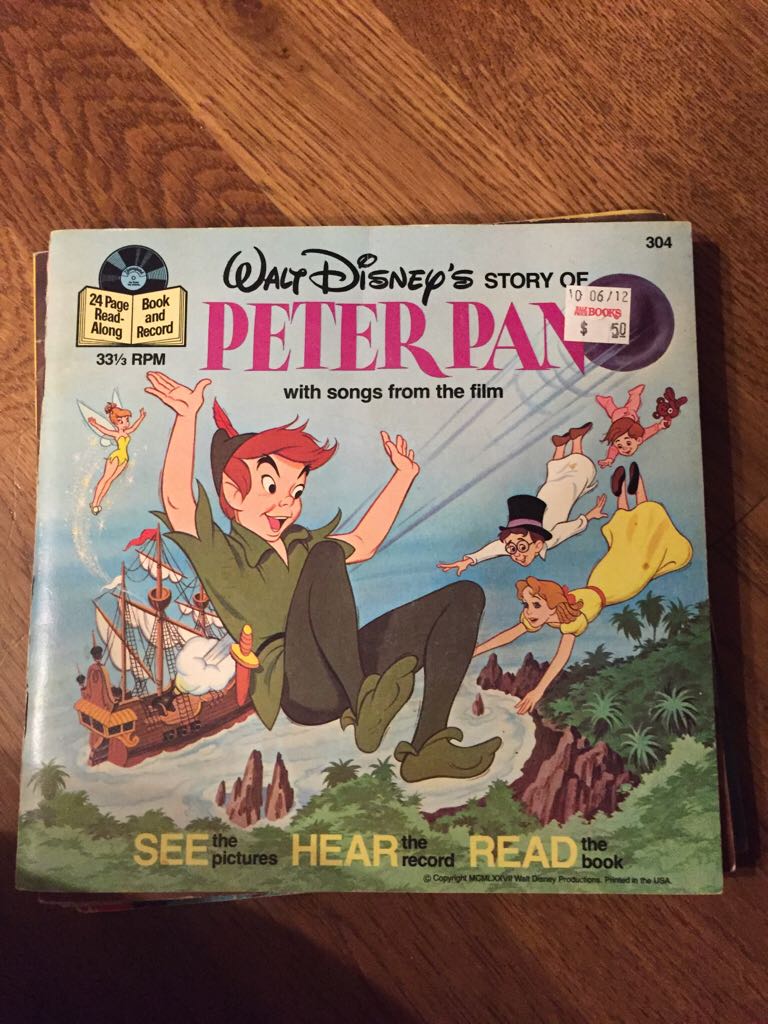 304
WALT DISNEY'S STORY OF
PETER PAN
with songs from the film
24 Page
Read-
Along
Book
and
Record
33⅓ RPM
10 06/12
BOOKS
$ 50
SEE the pictures HEAR the record READ the book
© Copyright MCMLXXVII Walt Disney Productions. Printed in the USA.